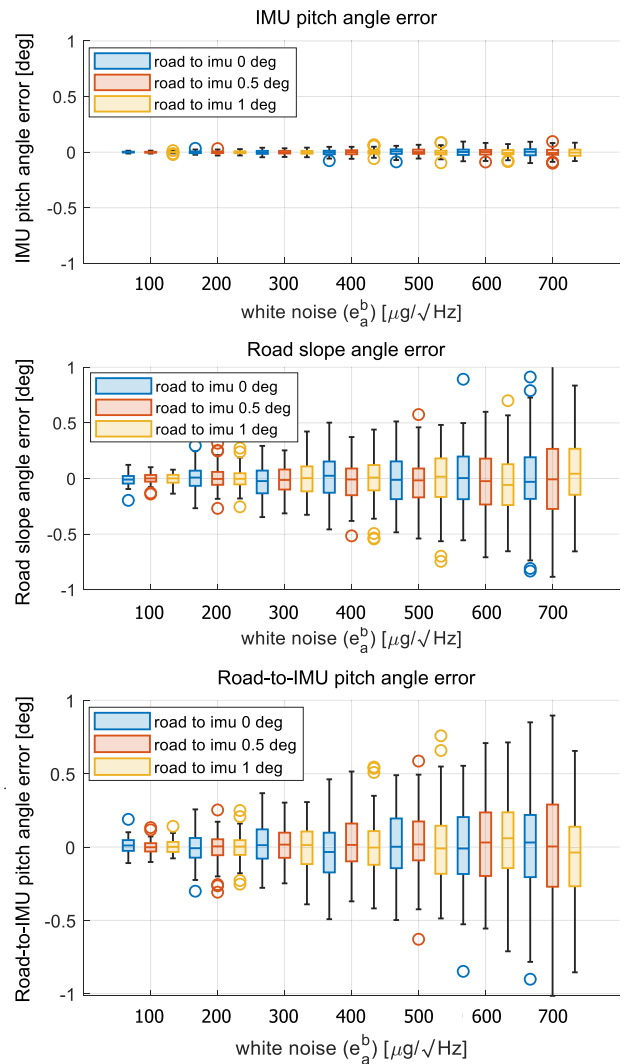 IMU pitch angle error
IMU pitch angle error [deg]
1
0.5
0
-0.5
-1
road to imu 0 deg
road to imu 0.5 deg
road to imu 1 deg
100 200 300 400 500 600 700
white noise (e_a^b) [μg/√Hz]
Road slope angle error
Road slope angle error [deg]
1
0.5
0
-0.5
-1
road to imu 0 deg
road to imu 0.5 deg
road to imu 1 deg
100 200 300 400 500 600 700
white noise (e_a^b) [μg/√Hz]
Road-to-IMU pitch angle error
Road-to-IMU pitch angle error [deg]
1
0.5
0
-0.5
-1
road to imu 0 deg
road to imu 0.5 deg
road to imu 1 deg
100 200 300 400 500 600 700
white noise (e_a^b) [μg/√Hz]